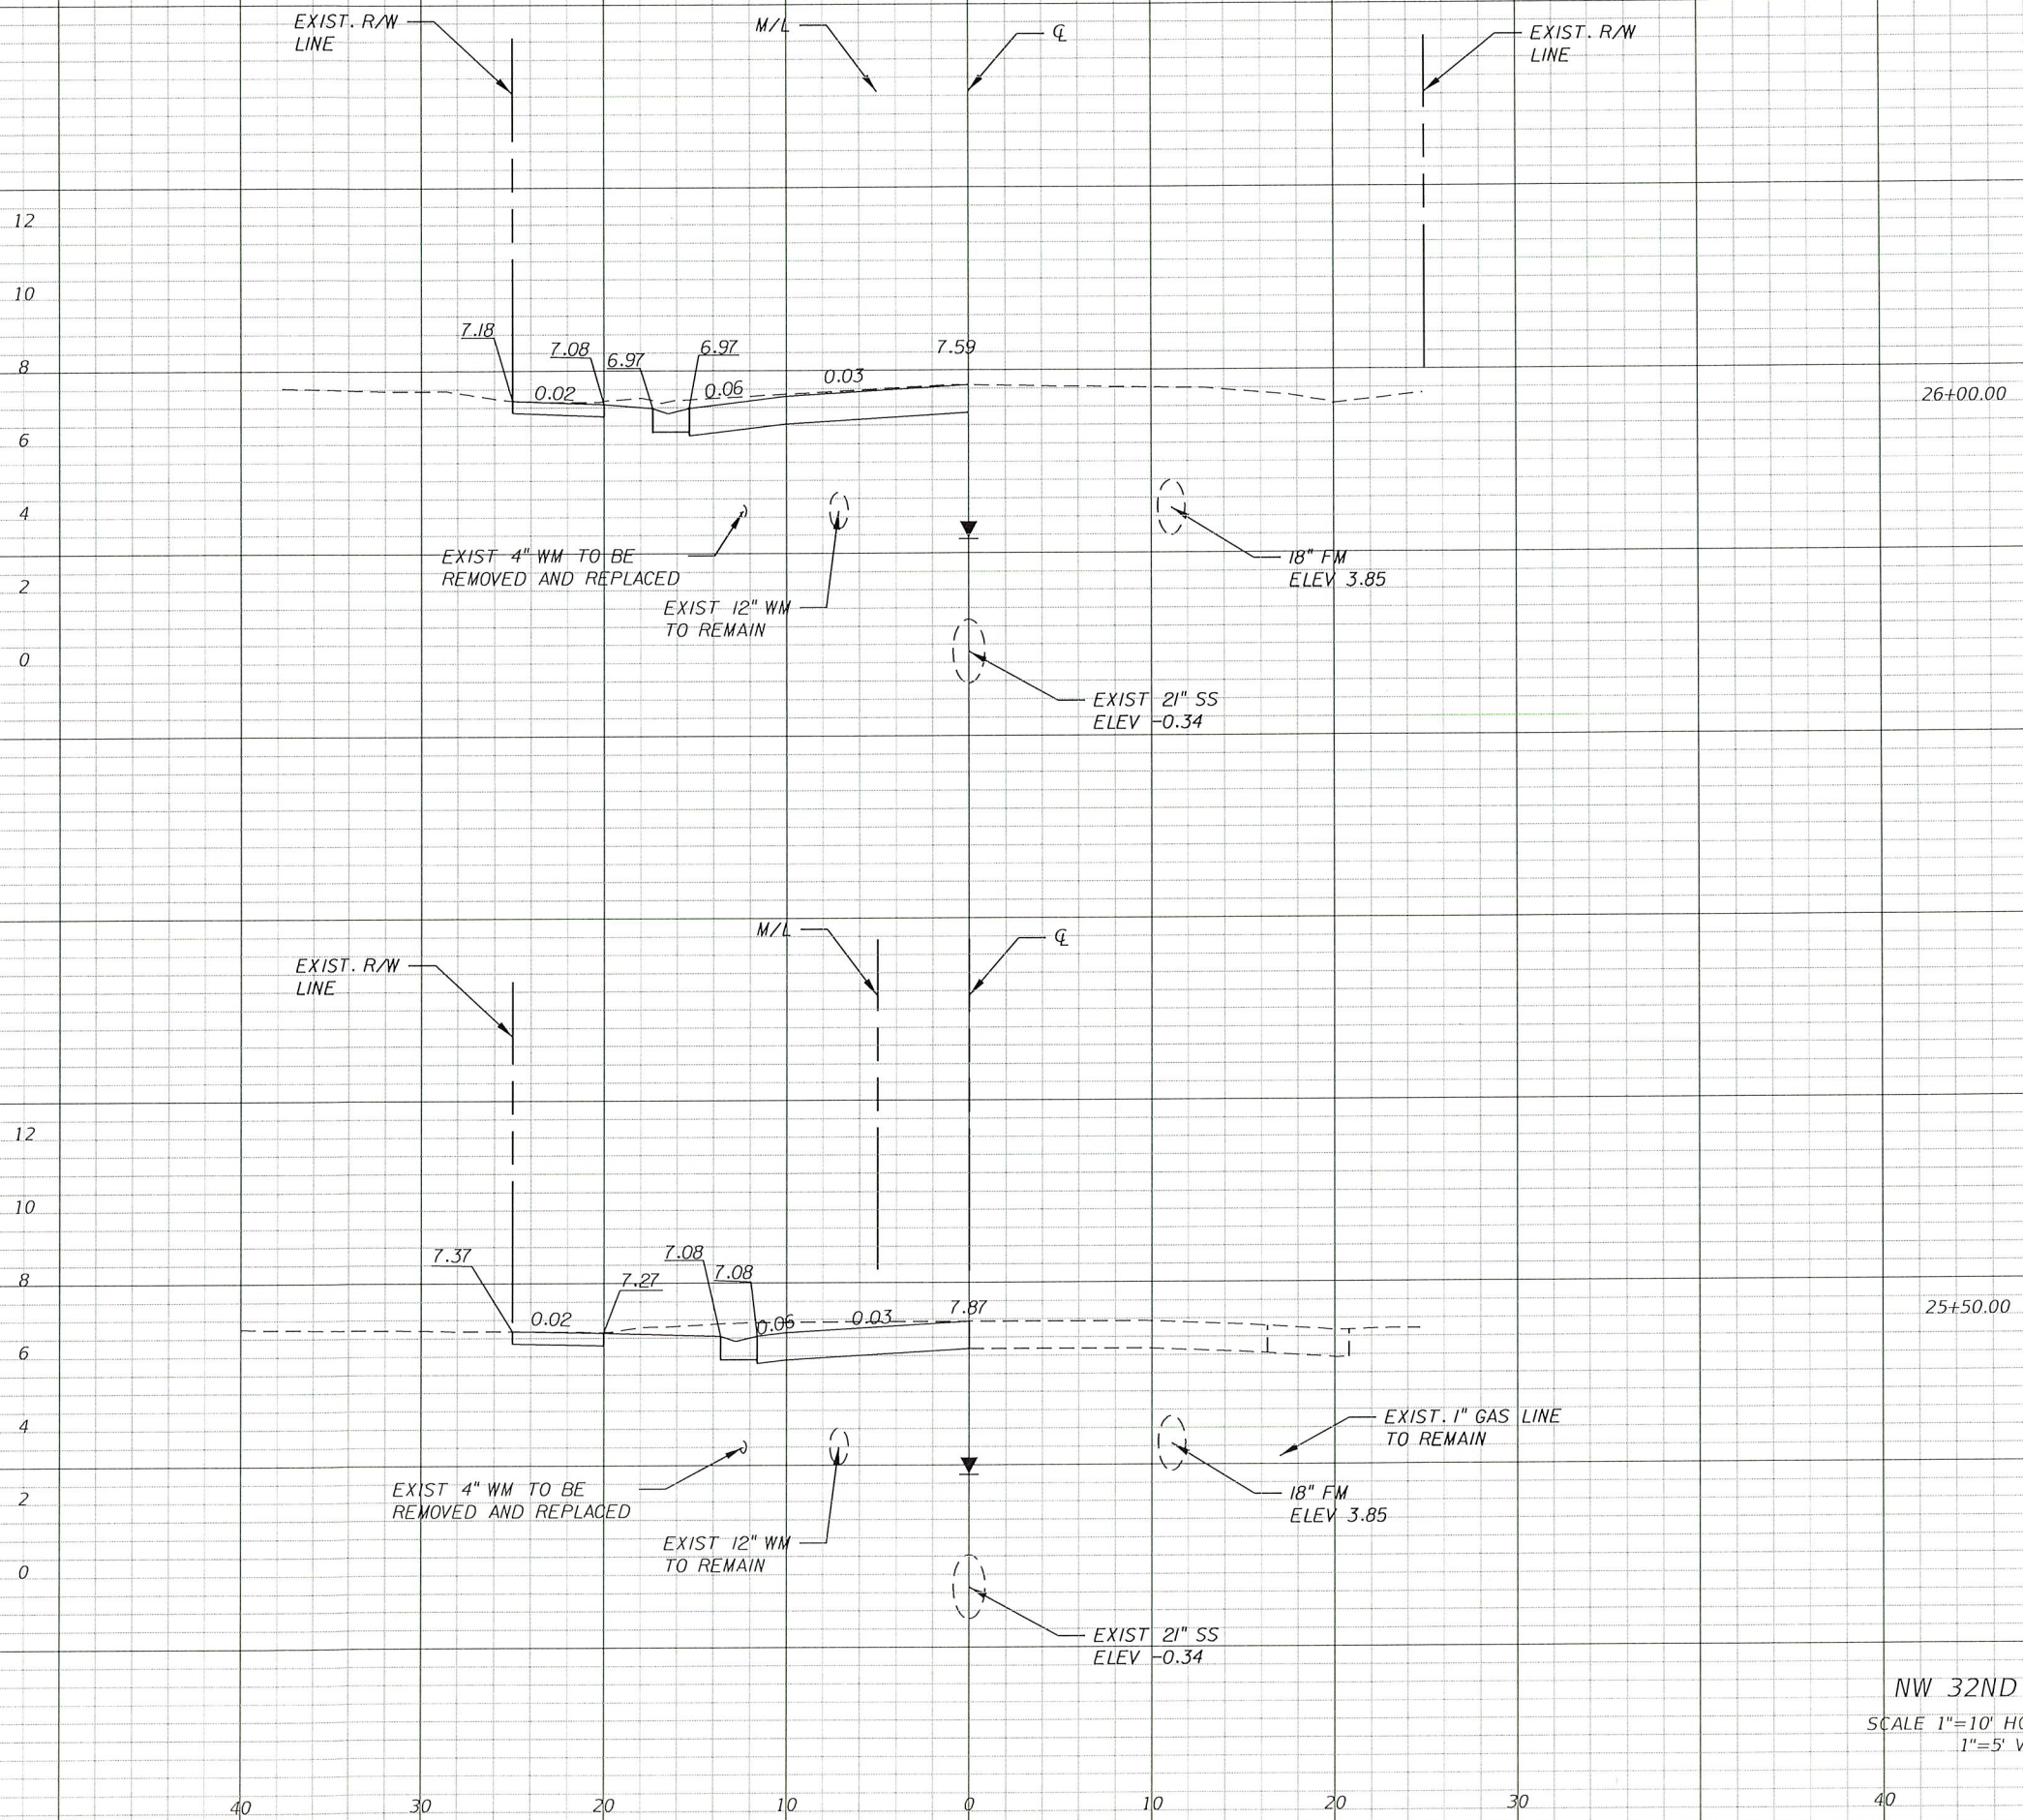 EXIST. R/W
LINE
M/L
℄
EXIST. R/W
LINE
12
10
8
6
4
2
0
7.18
7.08
6.97
6.97
7.59
0.02
0.06
0.03
26+00.00
EXIST 4" WM TO BE
REMOVED AND REPLACED
EXIST 12" WM
TO REMAIN
18" FM
ELEV 3.85
EXIST 21" SS
ELEV -0.34
M/L
℄
EXIST. R/W
LINE
12
10
8
6
4
2
0
7.37
7.27
7.08
7.08
7.87
0.02
0.06
0.03
25+50.00
EXIST. 1" GAS LINE
TO REMAIN
EXIST 4" WM TO BE
REMOVED AND REPLACED
18" FM
ELEV 3.85
EXIST 12" WM
TO REMAIN
EXIST 21" SS
ELEV -0.34
NW 32ND
SCALE 1"=10' HO
1"=5' V
40 30 20 10 0 10 20 30 40